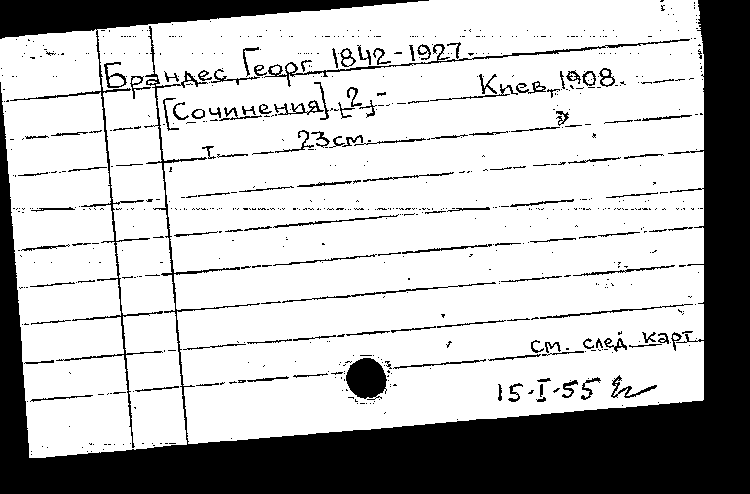 Брандес, Георг, 1842-1927.
[Сочинения]. [2]- Киев, 1908.
т. 23см.
см. след. карт.
15-I-55